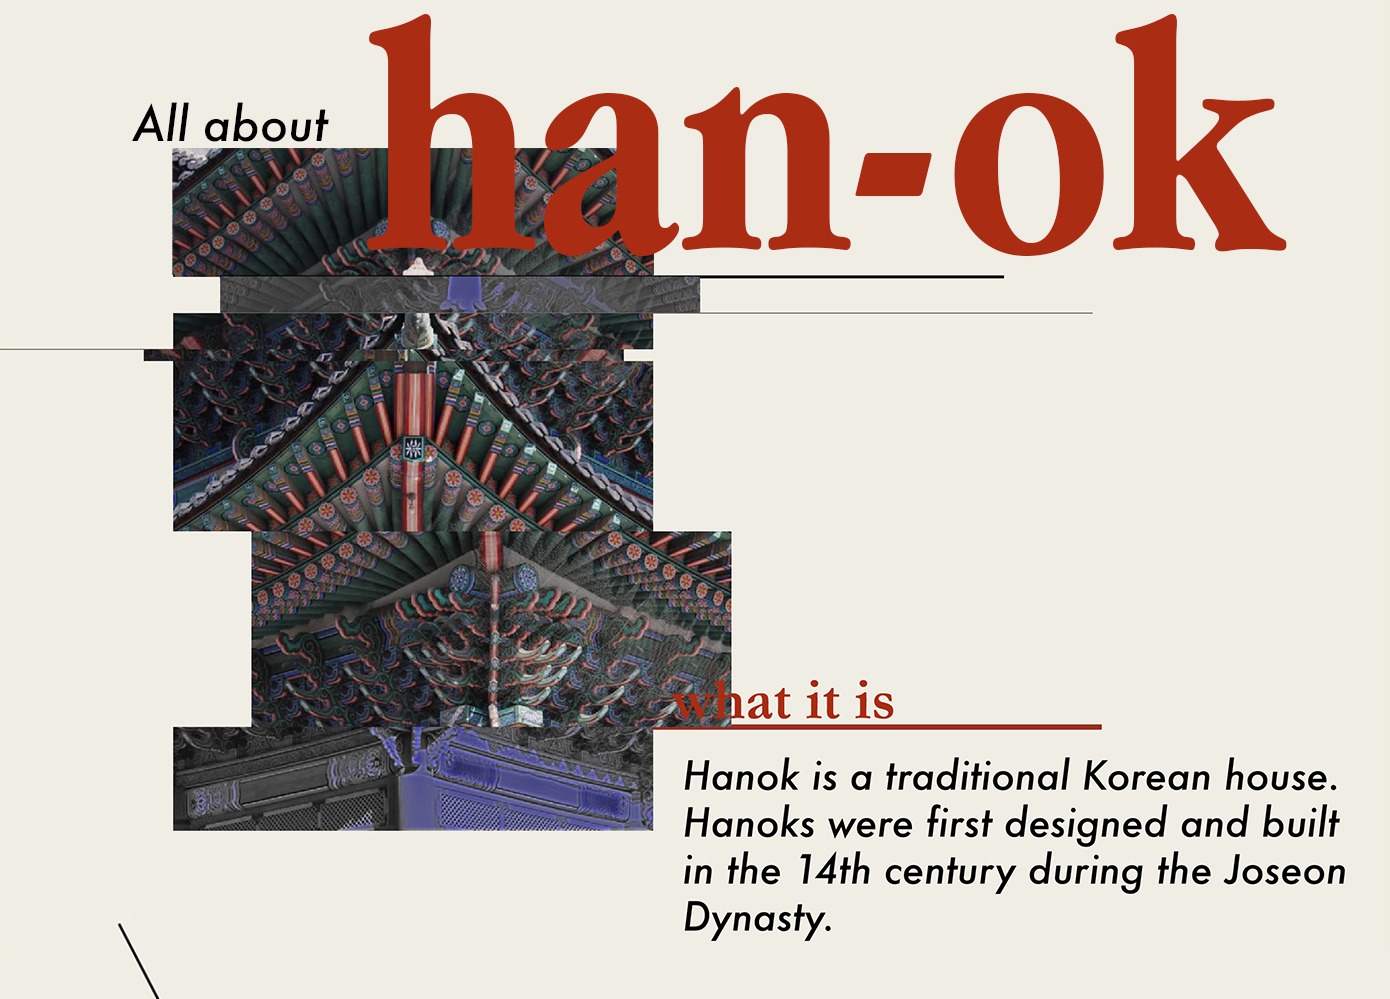 All about
han-ok
what it is
Hanok is a traditional Korean house.
Hanoks were first designed and built
in the 14th century during the Joseon
Dynasty.